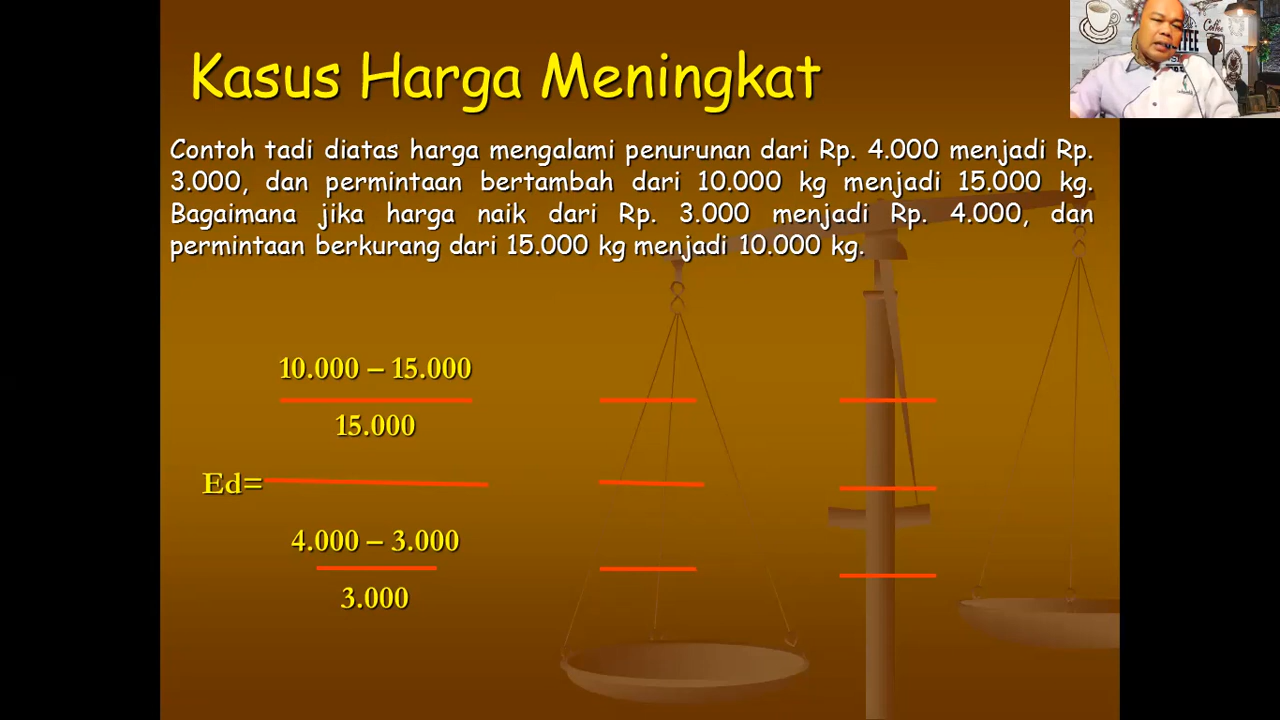 Kasus Harga Meningkat
Contoh tadi diatas harga mengalami penurunan dari Rp. 4.000 menjadi Rp.
3.000, dan permintaan bertambah dari 10.000 kg menjadi 15.000 kg.
Bagaimana jika harga naik dari Rp. 3.000 menjadi Rp. 4.000, dan
permintaan berkurang dari 15.000 kg menjadi 10.000 kg.
10.000 – 15.000
15.000
Ed=
4.000 – 3.000
3.000
Coffee